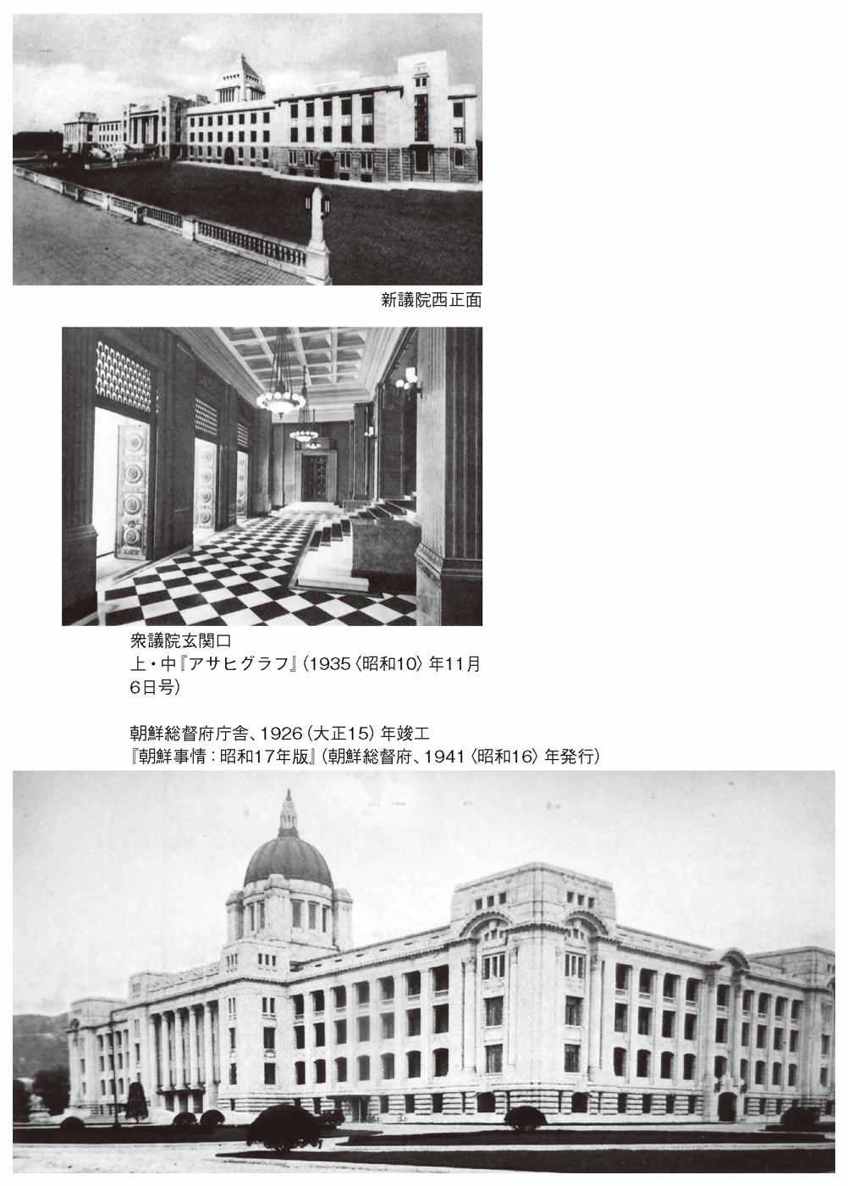 新議院西正面
衆議院玄関口
上・中『アサヒグラフ』（1935〈昭和10〉年11月
6日号）
朝鮮総督府庁舎、1926（大正15）年竣工
『朝鮮事情：昭和17年版』（朝鮮総督府、1941〈昭和16〉年発行）